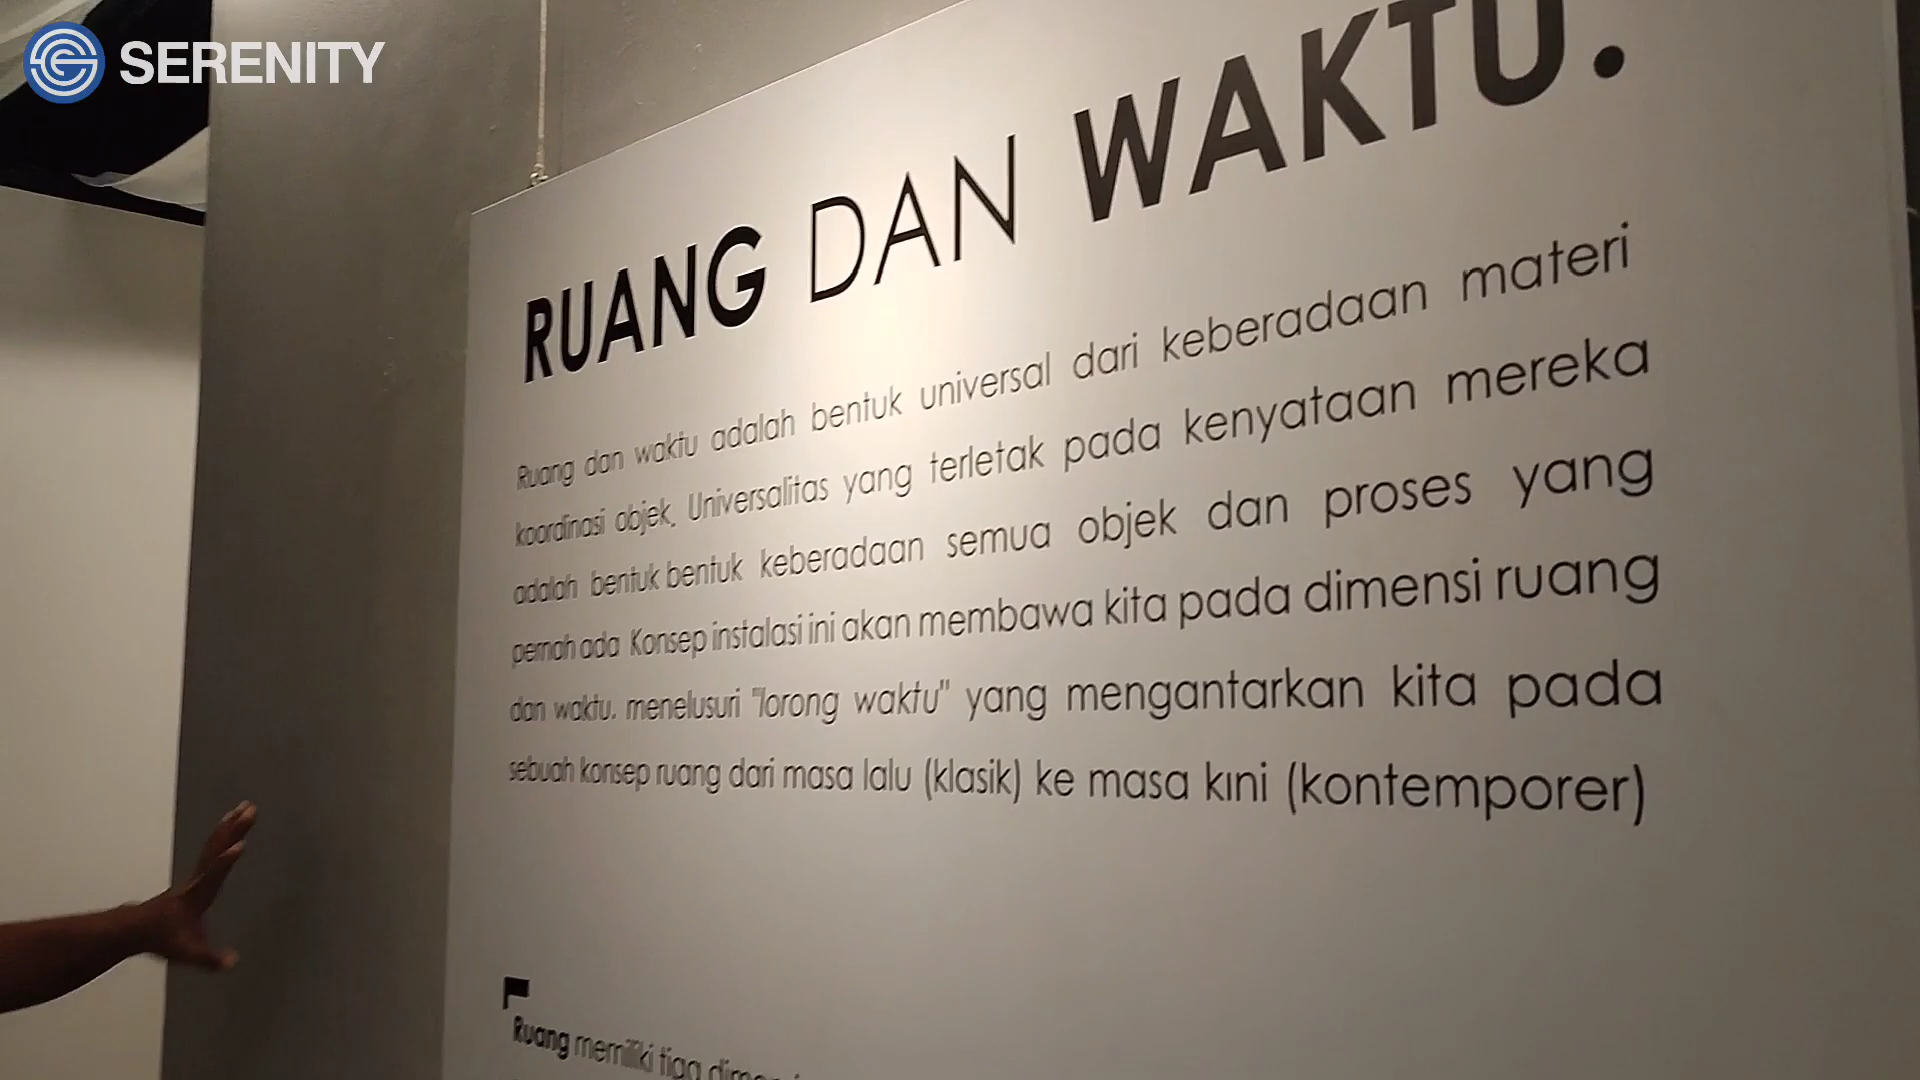 SERENITY
RUANG DAN WAKTU.
Ruang dan waktu adalah bentuk universal dari keberadaan materi
koordinasi objek. Universalitas yang terletak pada kenyataan mereka
adalah bentuk bentuk keberadaan semua objek dan proses yang
pernah ada Konsep instalasi ini akan membawa kita pada dimensi ruang
dan waktu. menelusuri "lorong waktu" yang mengantarkan kita pada
sebuah konsep ruang dari masa lalu (klasik) ke masa kini (kontemporer)
Ruang memiliki tiga